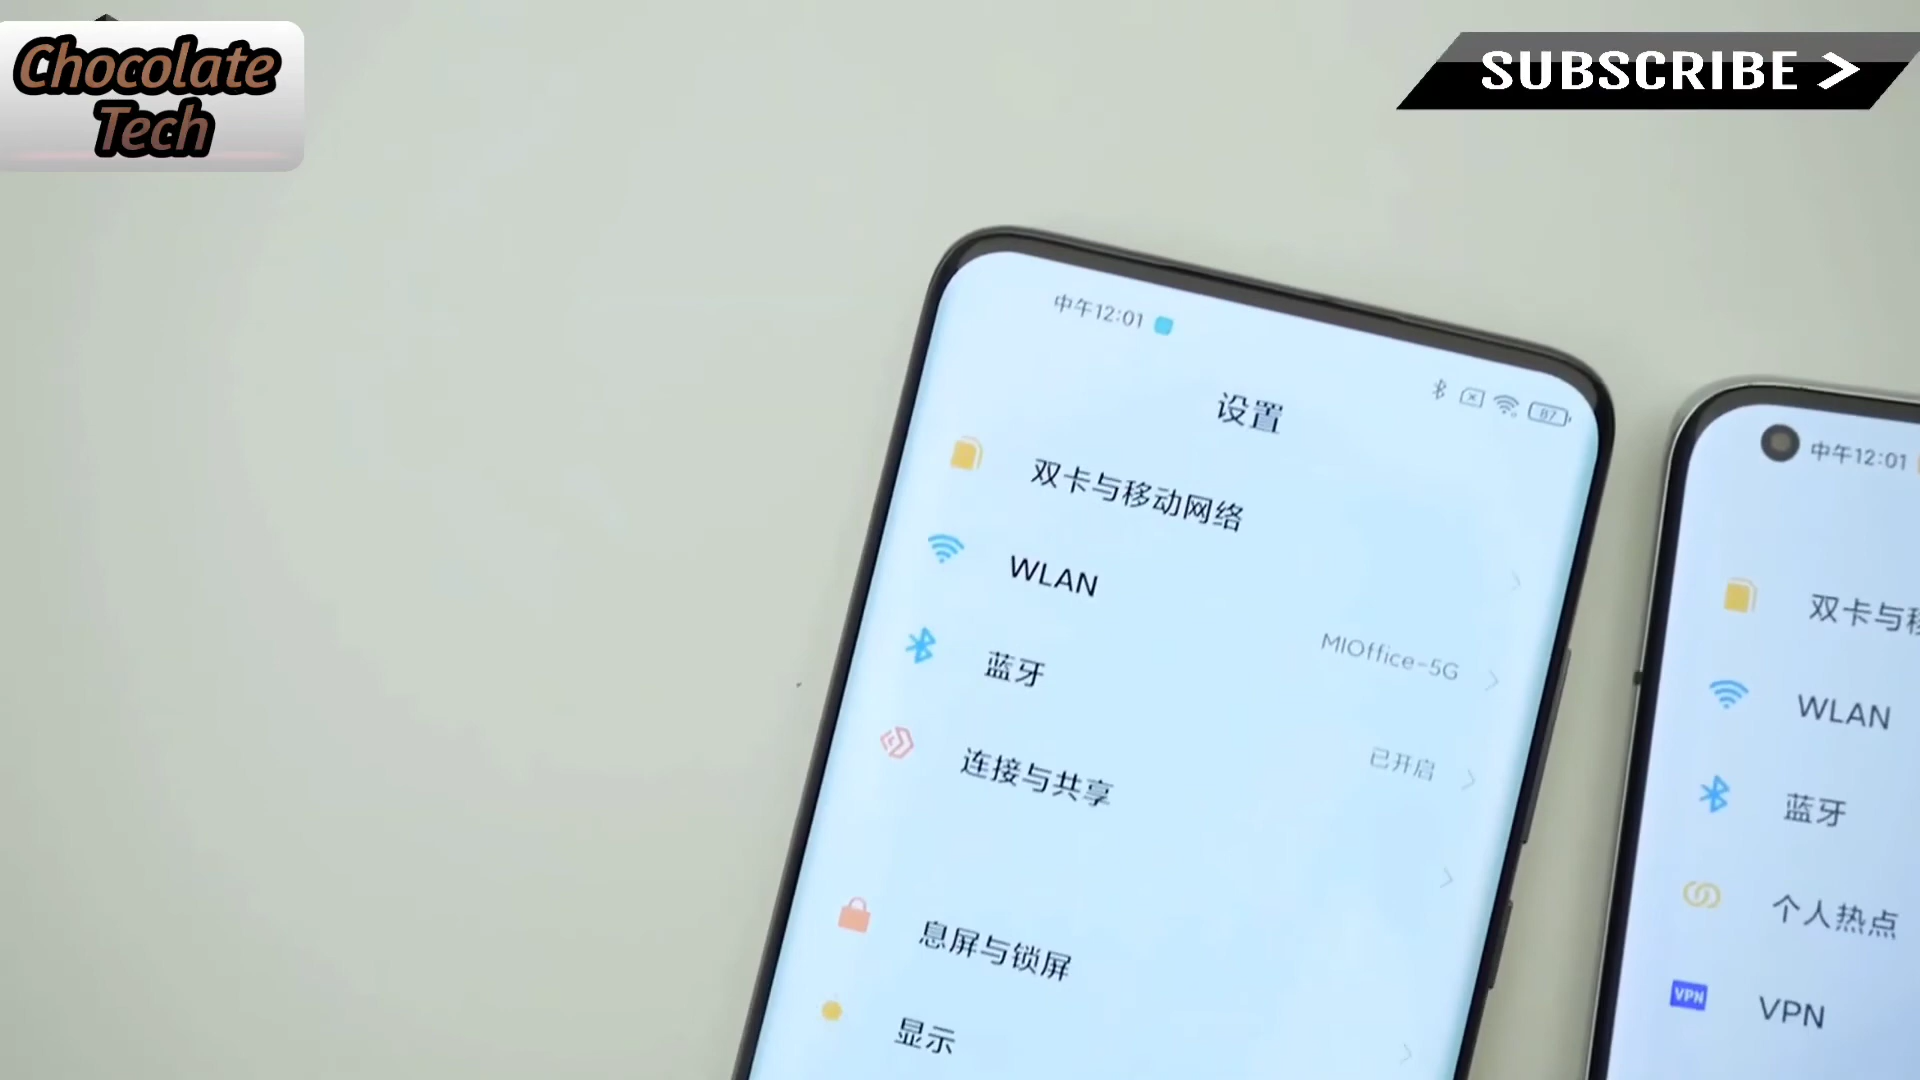 Chocolate
Tech
SUBSCRIBE >
中午12:01
87
设置
双卡与移动网络
WLAN
MIOffice-5G
蓝牙
已开启
连接与共享
息屏与锁屏
显示
中午12:01
双卡与移
WLAN
蓝牙
个人热点
VPN
VPN